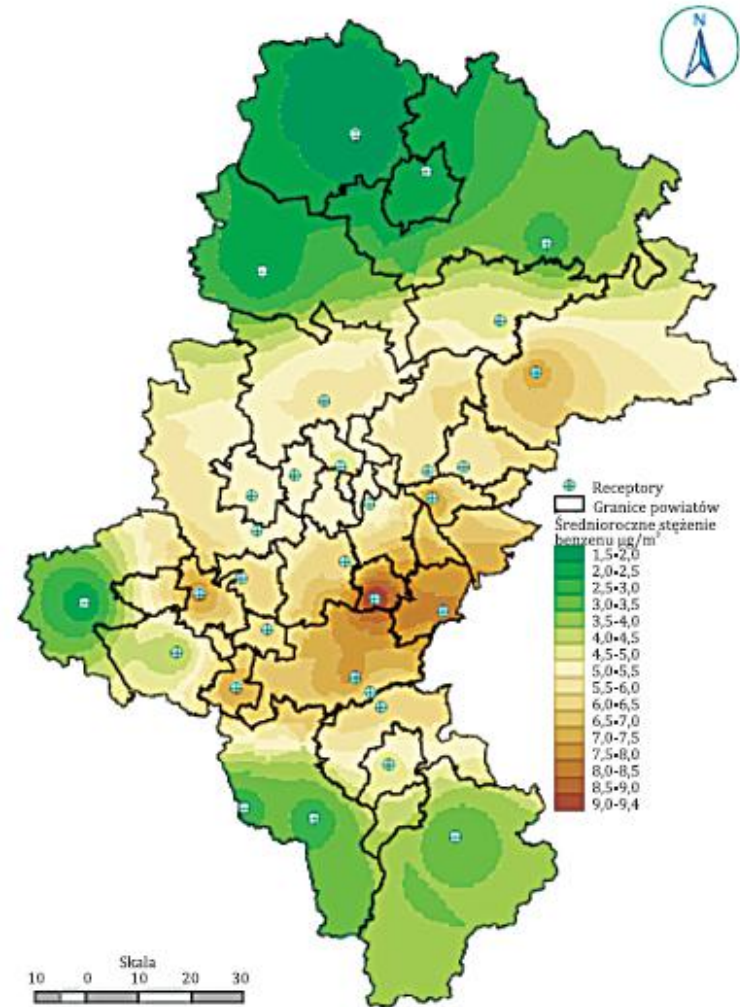 N
Receptory
Granice powiatów
Średnioroczne stężenie
benzenu µg/m³
1,5-2,0
2,0-2,5
2,5-3,0
3,0-3,5
3,5-4,0
4,0-4,5
4,5-5,0
5,0-5,5
5,5-6,0
6,0-6,5
6,5-7,0
7,0-7,5
7,5-8,0
8,0-8,5
8,5-9,0
9,0-9,4
Skala
10 0 10 20 30